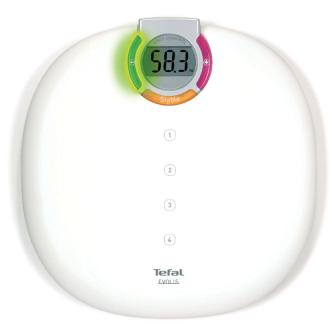 58.3
Stable
1
2
3
4
Tefal
EVOLIS